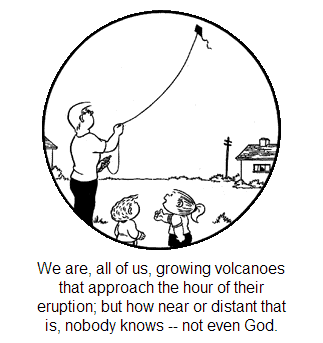 We are, all of us, growing volcanoes
that approach the hour of their
eruption; but how near or distant that
is, nobody knows -- not even God.